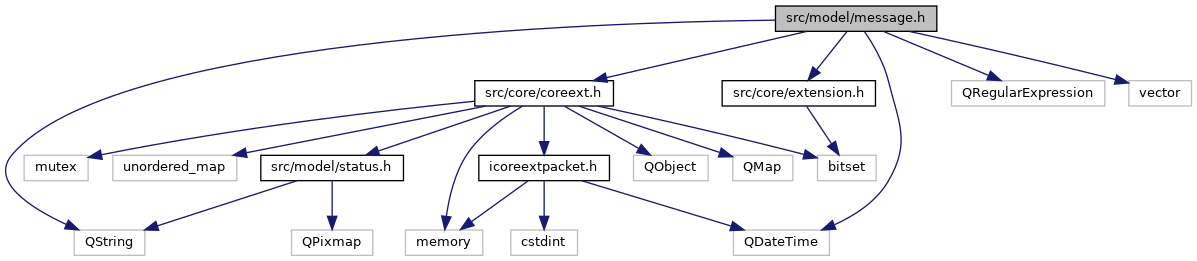 src/model/message.h
src/core/coreext.h
src/core/extension.h
QRegularExpression
vector
mutex
unordered_map
src/model/status.h
icoreextpacket.h
QObject
QMap
bitset
QString
QPixmap
memory
cstdint
QDateTime